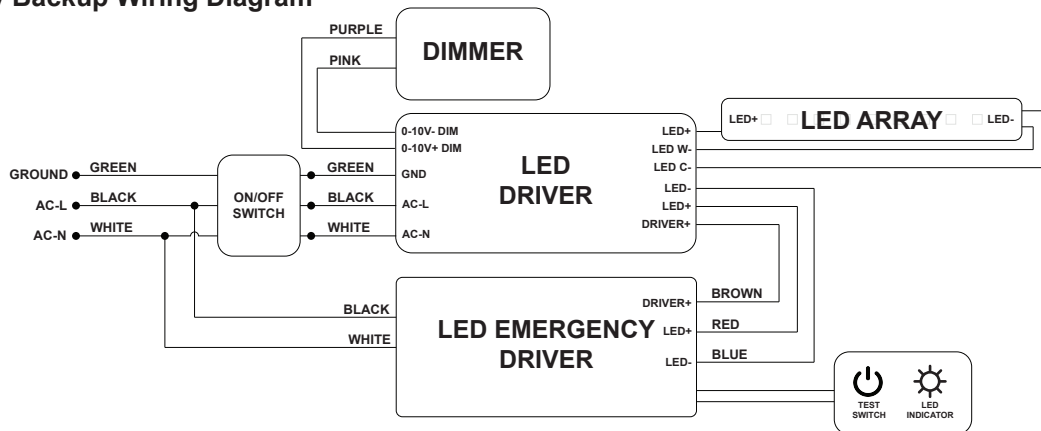 Backup Wiring Diagram
PURPLE
DIMMER
PINK
0-10V- DIM
0-10V+ DIM
LED DRIVER
LED+
LED W-
LED C-
LED-
LED+
DRIVER+
LED+
LED ARRAY
LED-
GROUND
GREEN
GREEN
GND
AC-L
BLACK
ON/OFF
SWITCH
BLACK
AC-L
AC-N
WHITE
WHITE
AC-N
BLACK
WHITE
LED EMERGENCY
DRIVER
DRIVER+
BROWN
LED+
RED
LED-
BLUE
TEST
SWITCH
LED
INDICATOR